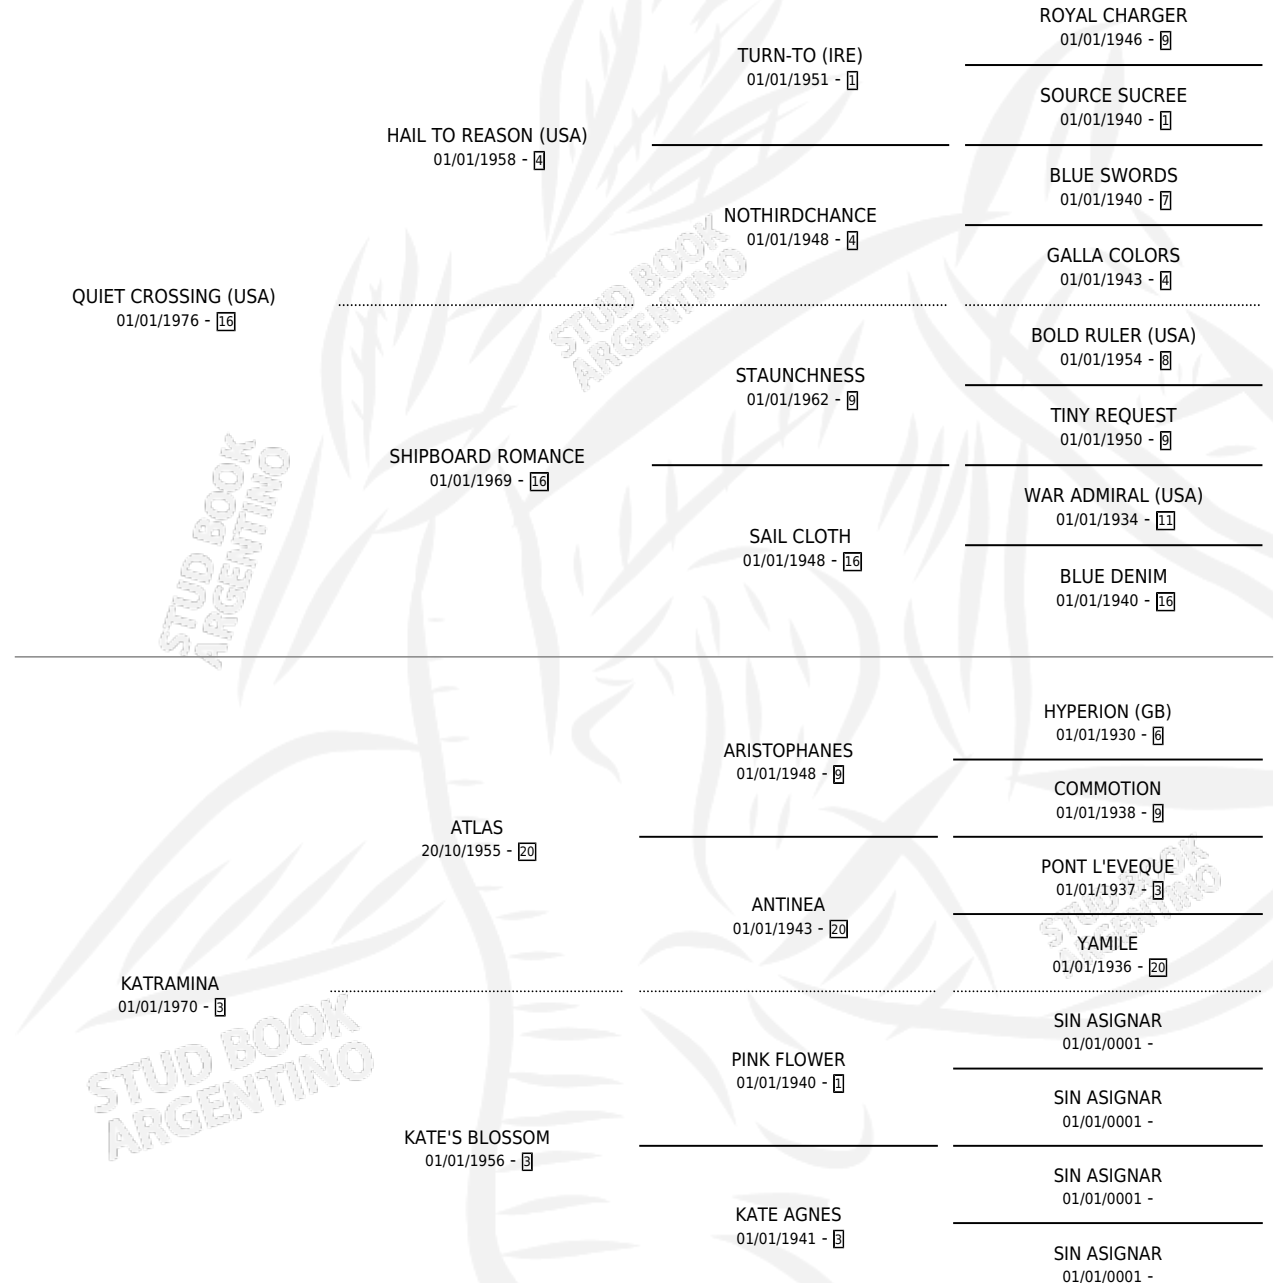 ROYAL CHARGER
01/01/1946 - 9
TURN-TO (IRE)
01/01/1951 - 1
SOURCE SUCREE
01/01/1940 - 1
HAIL TO REASON (USA)
01/01/1958 - 4
BLUE SWORDS
01/01/1940 - 7
NOTHIRDCHANCE
01/01/1948 - 4
GALLA COLORS
01/01/1943 - 4
QUIET CROSSING (USA)
01/01/1976 - 16
BOLD RULER (USA)
01/01/1954 - 8
STAUNCHNESS
01/01/1962 - 9
TINY REQUEST
01/01/1950 - 9
SHIPBOARD ROMANCE
01/01/1969 - 16
WAR ADMIRAL (USA)
01/01/1934 - 11
SAIL CLOTH
01/01/1948 - 16
BLUE DENIM
01/01/1940 - 16
HYPERION (GB)
01/01/1930 - 6
ARISTOPHANES
01/01/1948 - 9
COMMOTION
01/01/1938 - 9
ATLAS
20/10/1955 - 20
PONT L'EVEQUE
01/01/1937 - 3
ANTINEA
01/01/1943 - 20
YAMILE
01/01/1936 - 20
KATRAMINA
01/01/1970 - 3
SIN ASIGNAR
01/01/0001 -
PINK FLOWER
01/01/1940 - 1
SIN ASIGNAR
01/01/0001 -
KATE'S BLOSSOM
01/01/1956 - 3
SIN ASIGNAR
01/01/0001 -
KATE AGNES
01/01/1941 - 3
SIN ASIGNAR
01/01/0001 -
STUD BOOK
ARGENTINO
STUD BOOK
ARGENTINO
STUD BOOK
ARGENTINO
STUD BOOK
ARGENTINO